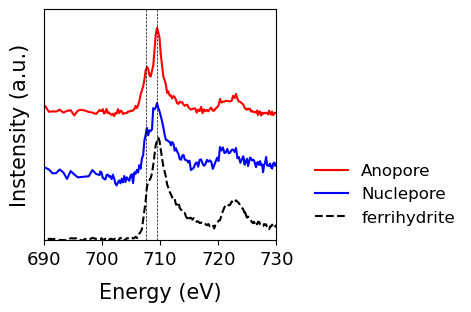 Instensity (a.u.)
690 700 710 720 730
Energy (eV)
Anopore
Nuclepore
ferrihydrite